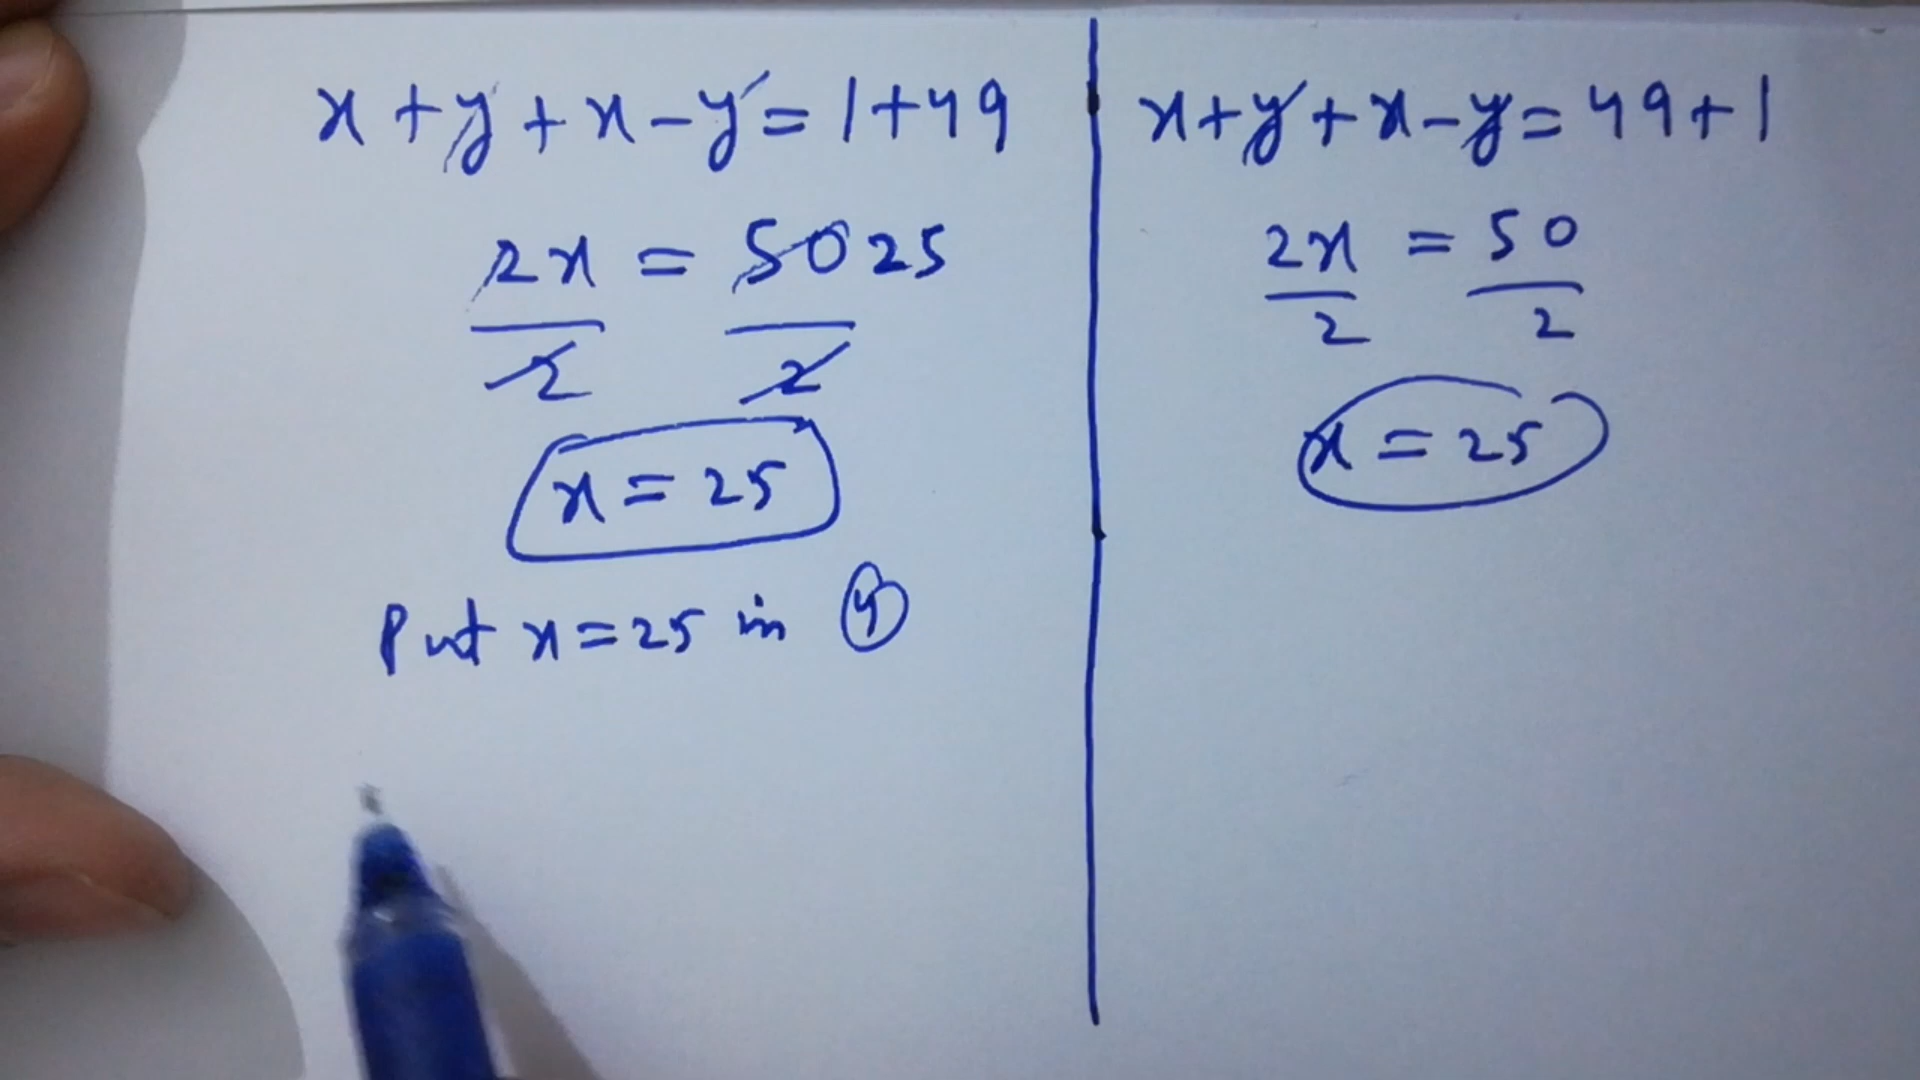 x + y + x - y = 1 + 49
2x = 50 25
2 2
x = 25
Put x = 25 in 4
x + y + x - y = 49 + 1
2x = 50
2 2
x = 25